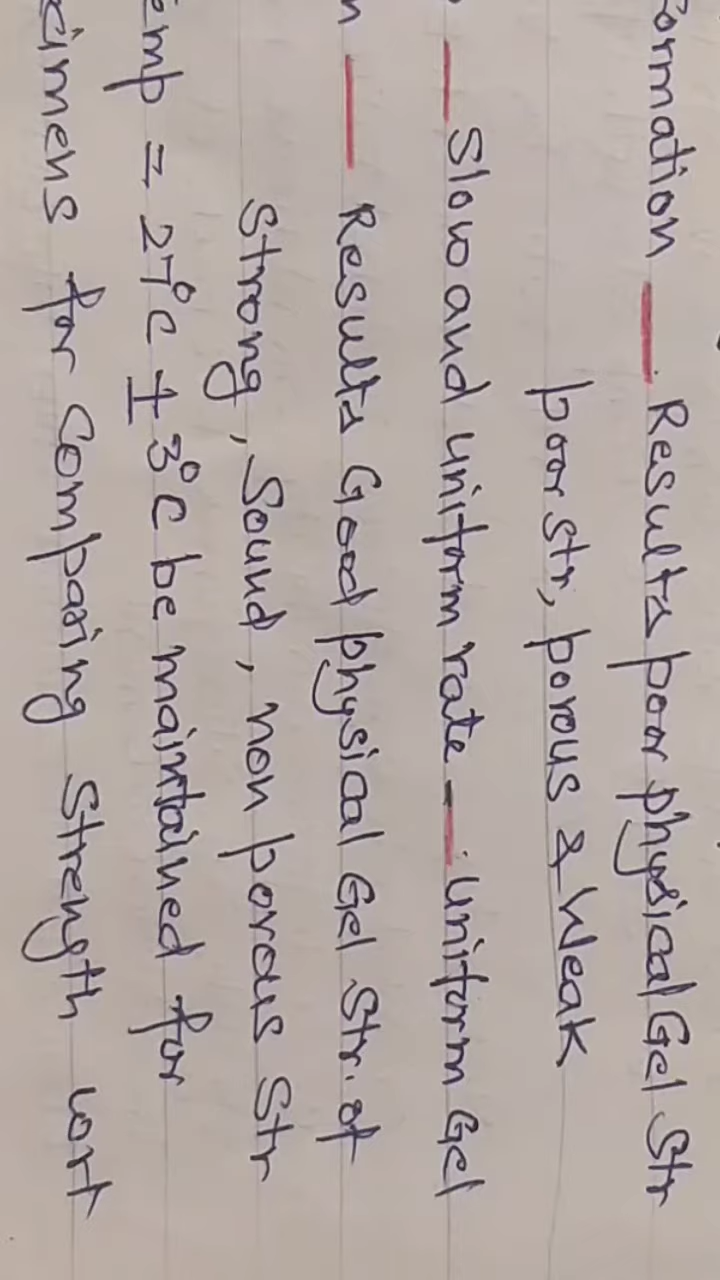 ormation — Results poor physical Gel Str
poor str, porous & Weak
— Slow and uniform rate — uniform Gel
n — Results Good physical Gel Str. of
Strong, Sound, non porous Str
emp = 27°C ± 3°C be maintained for
cimens for Comparing Strength wrt